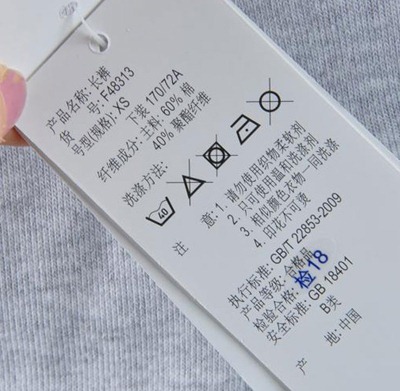 产品名称: 长裤
货号: F48313
号型(规格): XS
下装 170/72A
纤维成分: 主料: 60% 棉
40% 聚酯纤维
洗涤方法:
40
注意: 1. 请勿使用织物柔软剂
2. 只可使用温和洗涤剂
3. 相似颜色衣物一同洗涤
4. 印花不可烫
执行标准: GB/T 22853-2009
产品等级: 合格品
检验合格: 检18
安全标准: GB 18401
B类
产地: 中国